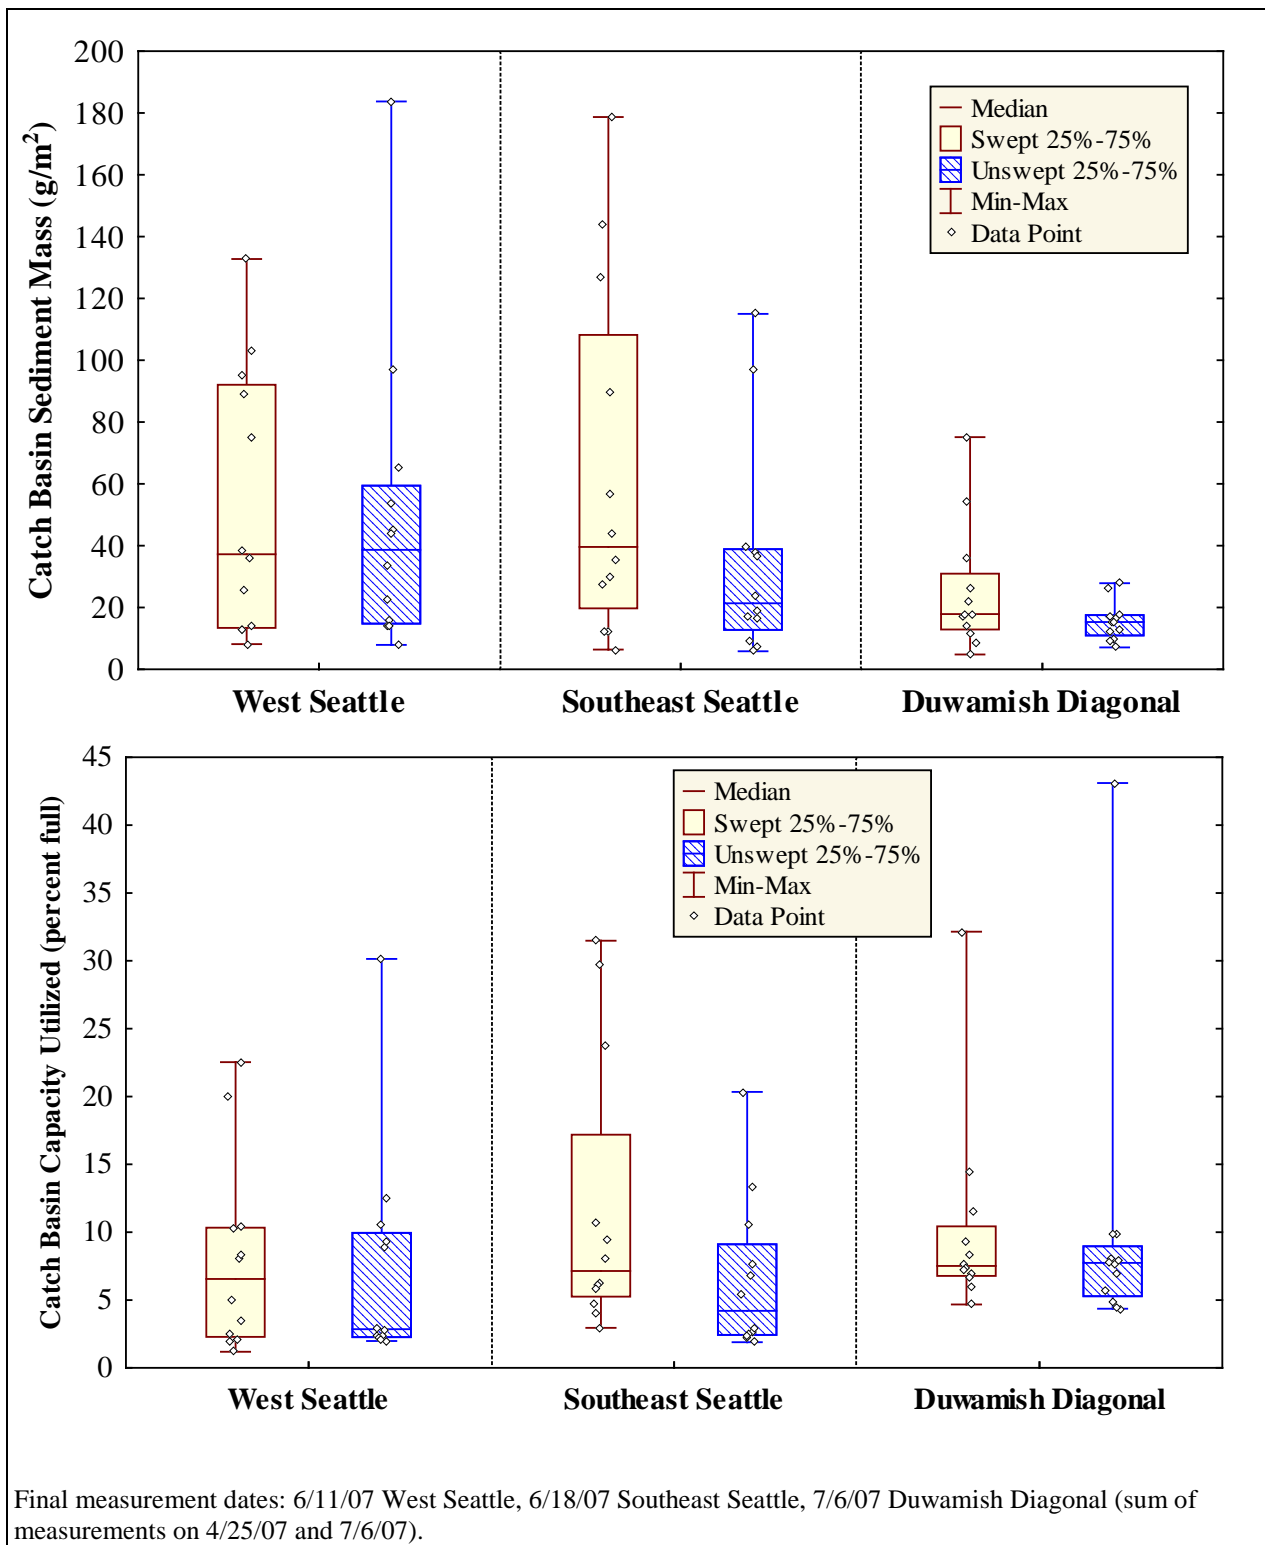 200
180
160
140
120
100
80
60
40
20
0
Catch Basin Sediment Mass (g/m²)
Median
Swept 25%-75%
Unswept 25%-75%
Min-Max
Data Point
West Seattle
Southeast Seattle
Duwamish Diagonal
45
40
35
30
25
20
15
10
5
0
Catch Basin Capacity Utilized (percent full)
Median
Swept 25%-75%
Unswept 25%-75%
Min-Max
Data Point
West Seattle
Southeast Seattle
Duwamish Diagonal
Final measurement dates: 6/11/07 West Seattle, 6/18/07 Southeast Seattle, 7/6/07 Duwamish Diagonal (sum of
measurements on 4/25/07 and 7/6/07).